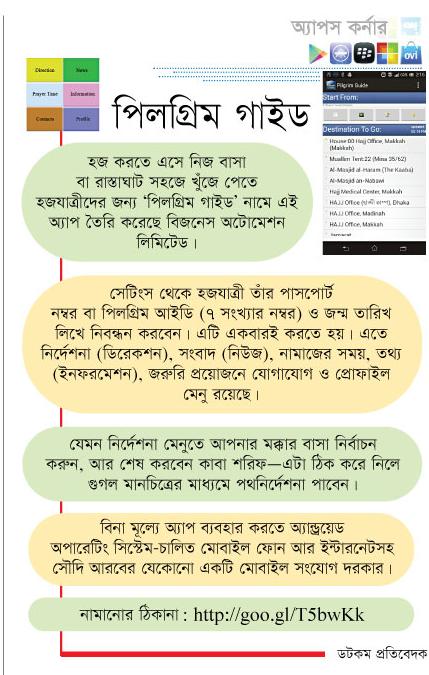 অ্যাপস কর্নার
ovi
Direction
News
Prayer Time
Information
Contacts
Profile
পিলগ্রিম গাইড
2:16
Pilgrim Guide
Start From:
Destination To Go:
House:00 Hajj Office, Makkah
(Makkah)
Muallim Tent:22 (Mina 35/62)
Al-Masjid al-Haram (The Kaaba)
Al-Masjid an-Nabawi
Hajj Medical Center, Makkah
HAJJ Office (হাজী ক্যাম্প), Dhaka
HAJJ Office, Madinah
HAJJ Office, Makkah
Jamarat
হজ করতে এসে নিজ বাসা
বা রাস্তাঘাট সহজে খুঁজে পেতে
হজযাত্রীদের জন্য ‘পিলগ্রিম গাইড’ নামে এই
অ্যাপ তৈরি করেছে বিজনেস অটোমেশন
লিমিটেড।
সেটিংস থেকে হজযাত্রী তাঁর পাসপোর্ট
নম্বর বা পিলগ্রিম আইডি (৭ সংখ্যার নম্বর) ও জন্ম তারিখ
লিখে নিবন্ধন করবেন। এটি একবারই করতে হয়। এতে
নির্দেশনা (ডিরেকশন), সংবাদ (নিউজ), নামাজের সময়, তথ্য
(ইনফরমেশন), জরুরি প্রয়োজনে যোগাযোগ ও প্রোফাইল
মেনু রয়েছে।
যেমন নির্দেশনা মেনুতে আপনার মক্কার বাসা নির্বাচন
করুন, আর শেষ করবেন কাবা শরিফ—এটা ঠিক করে নিলে
গুগল মানচিত্রের মাধ্যমে পথনির্দেশনা পাবেন।
বিনা মূল্যে অ্যাপ ব্যবহার করতে অ্যান্ড্রয়েড
অপারেটিং সিস্টেম-চালিত মোবাইল ফোন আর ইন্টারনেটসহ
সৌদি আরবের যেকোনো একটি মোবাইল সংযোগ দরকার।
নামানোর ঠিকানা : http://goo.gl/T5bwKk
ডটকম প্রতিবেদক